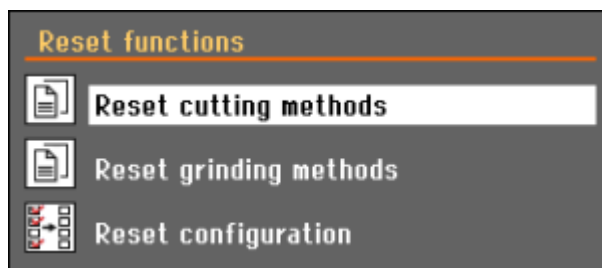 Reset functions
Reset cutting methods
Reset grinding methods
Reset configuration